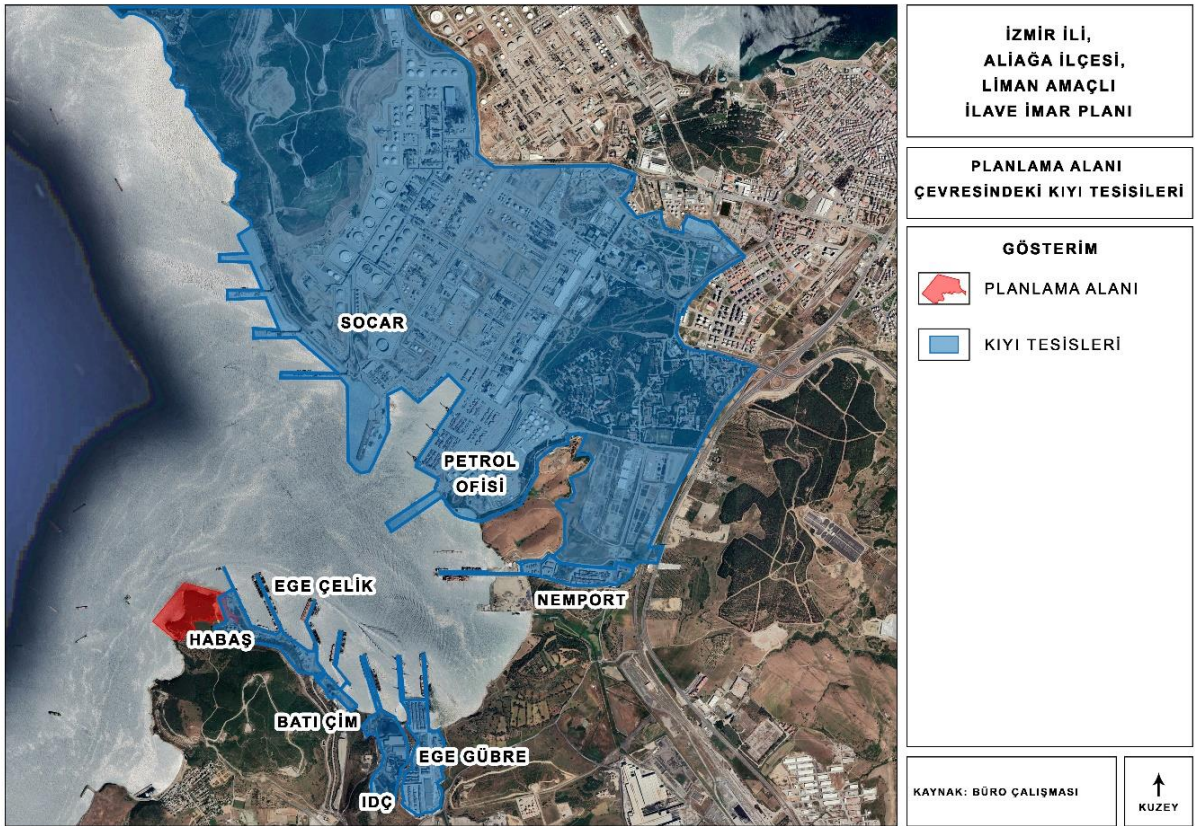 İZMİR İLİ,
ALİAĞA İLÇESİ,
LİMAN AMAÇLI
İLAVE İMAR PLANI
PLANLAMA ALANI
ÇEVRESİNDEKİ KIYI TESİSİLERİ
GÖSTERİM
PLANLAMA ALANI
KIYI TESİSLERİ
SOCAR
PETROL
OFİSİ
EGE ÇELİK
NEMPORT
HABAŞ
BATI ÇİM
EGE GÜBRE
IDÇ
KAYNAK: BÜRO ÇALIŞMASI
KUZEY